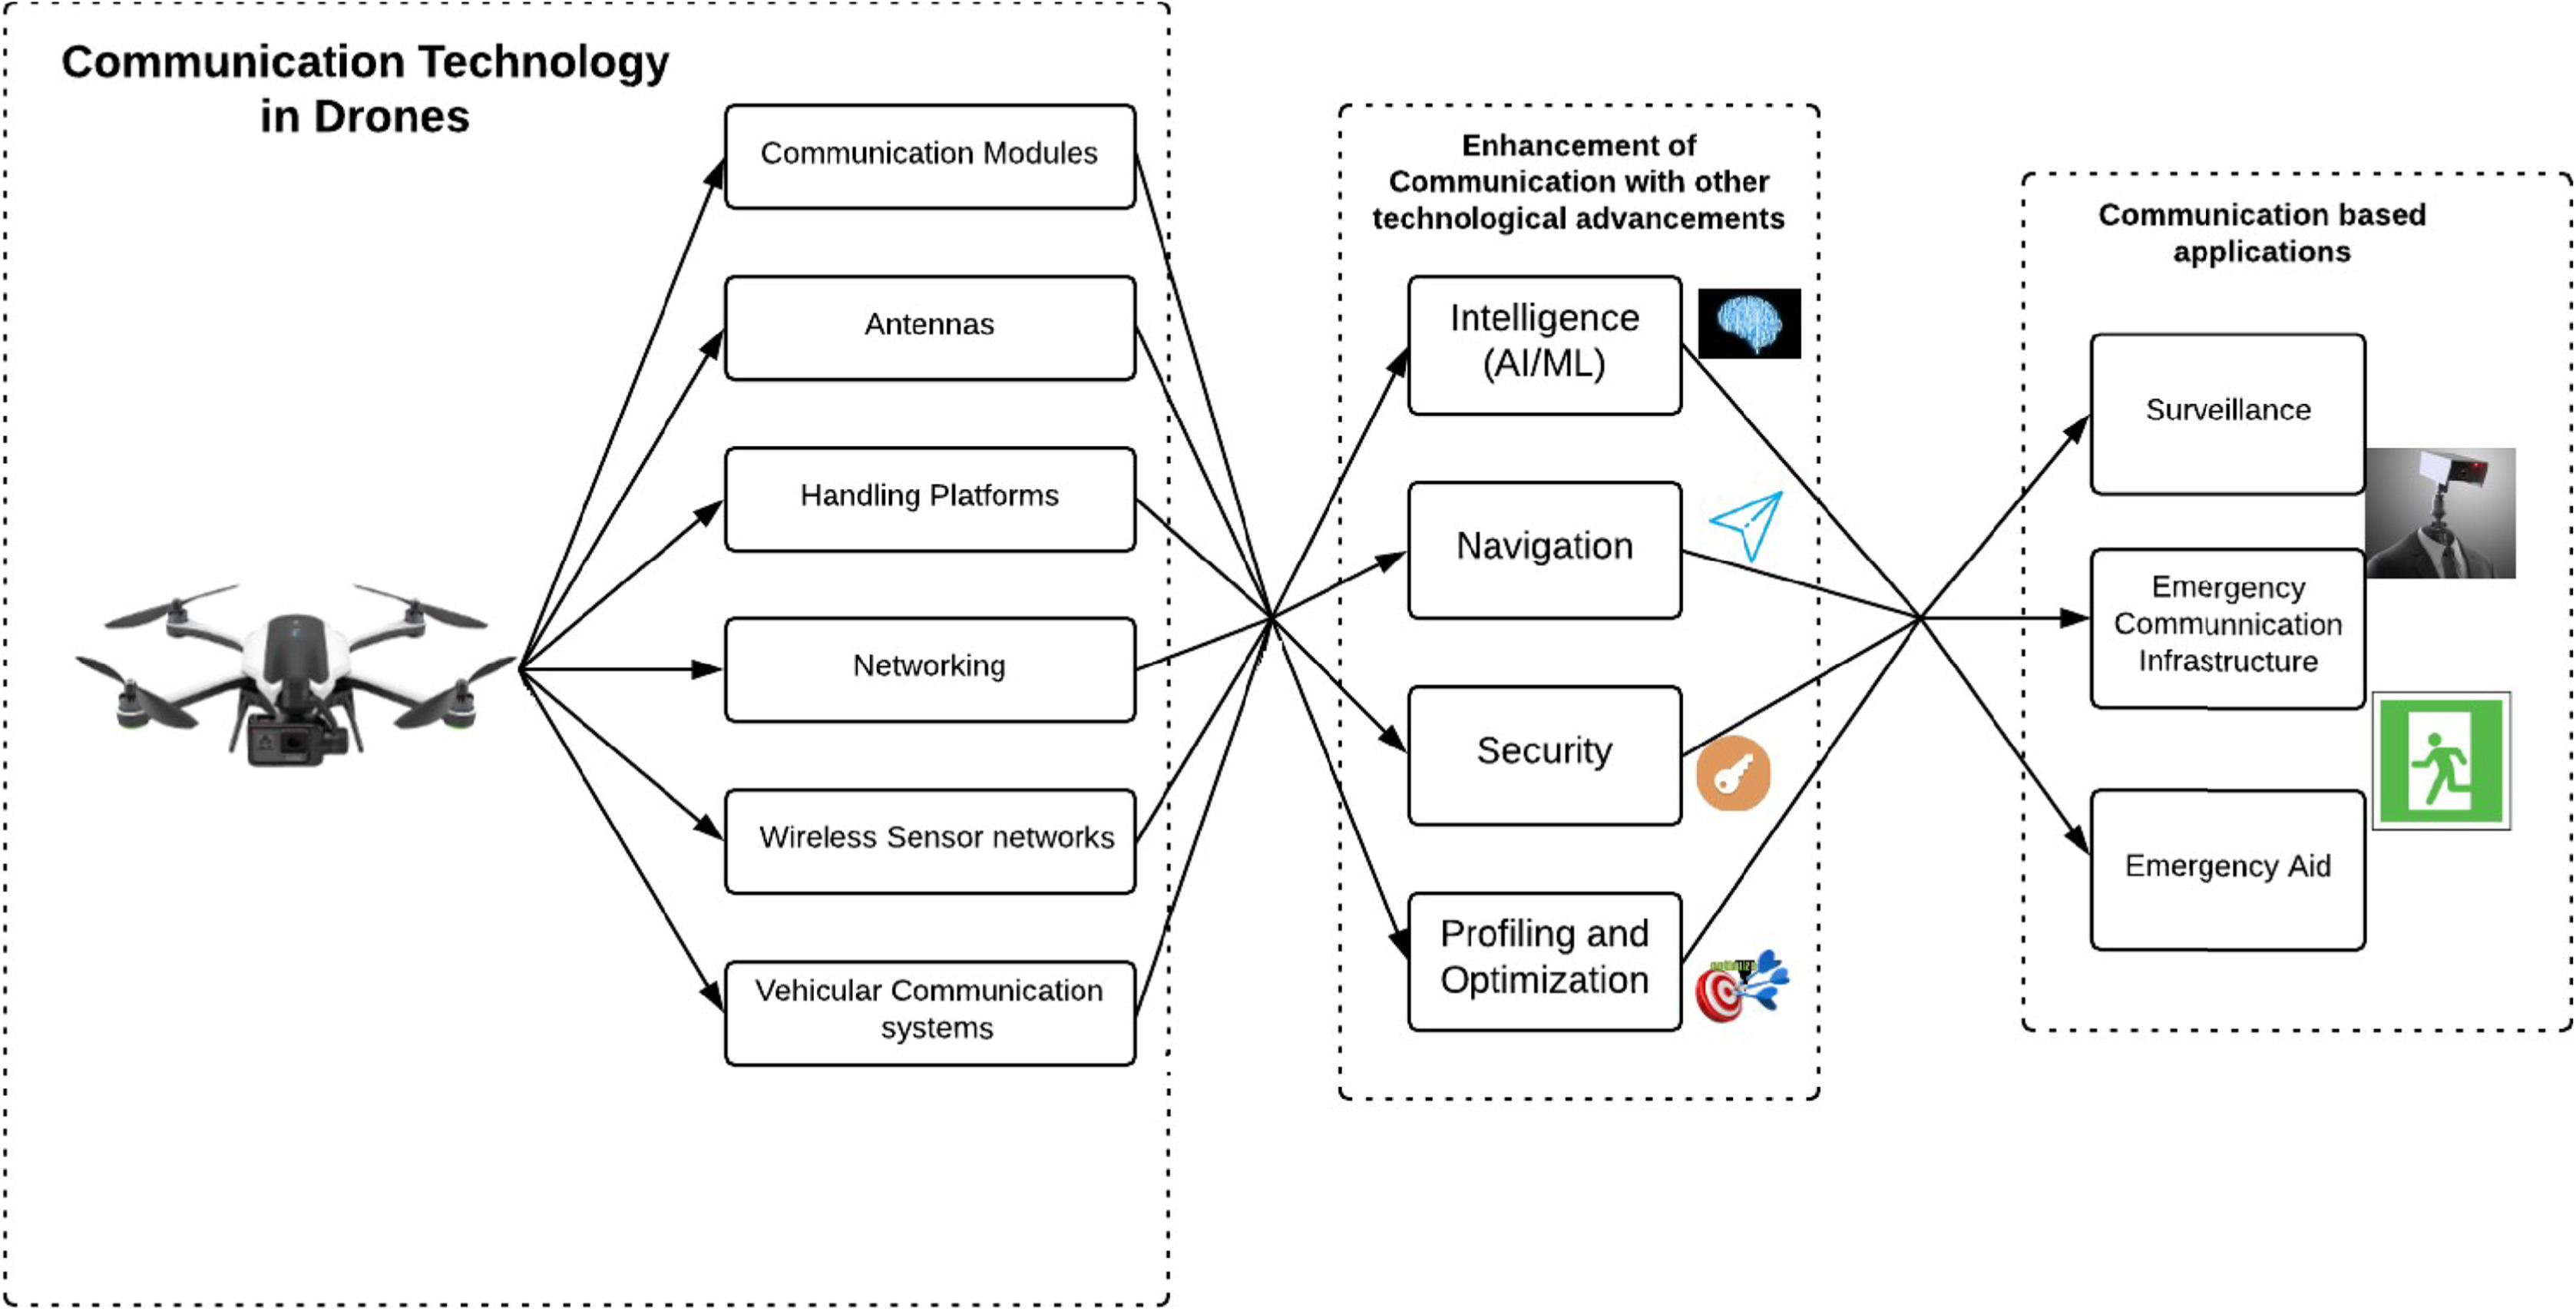 Communication Technology
in Drones
Communication Modules
Antennas
Handling Platforms
Networking
Wireless Sensor networks
Vehicular Communication
systems
Enhancement of
Communication with other
technological advancements
Intelligence
(AI/ML)
Navigation
Security
Profiling and
Optimization
Communication based
applications
Surveillance
Emergency
Communnication
Infrastructure
Emergency Aid